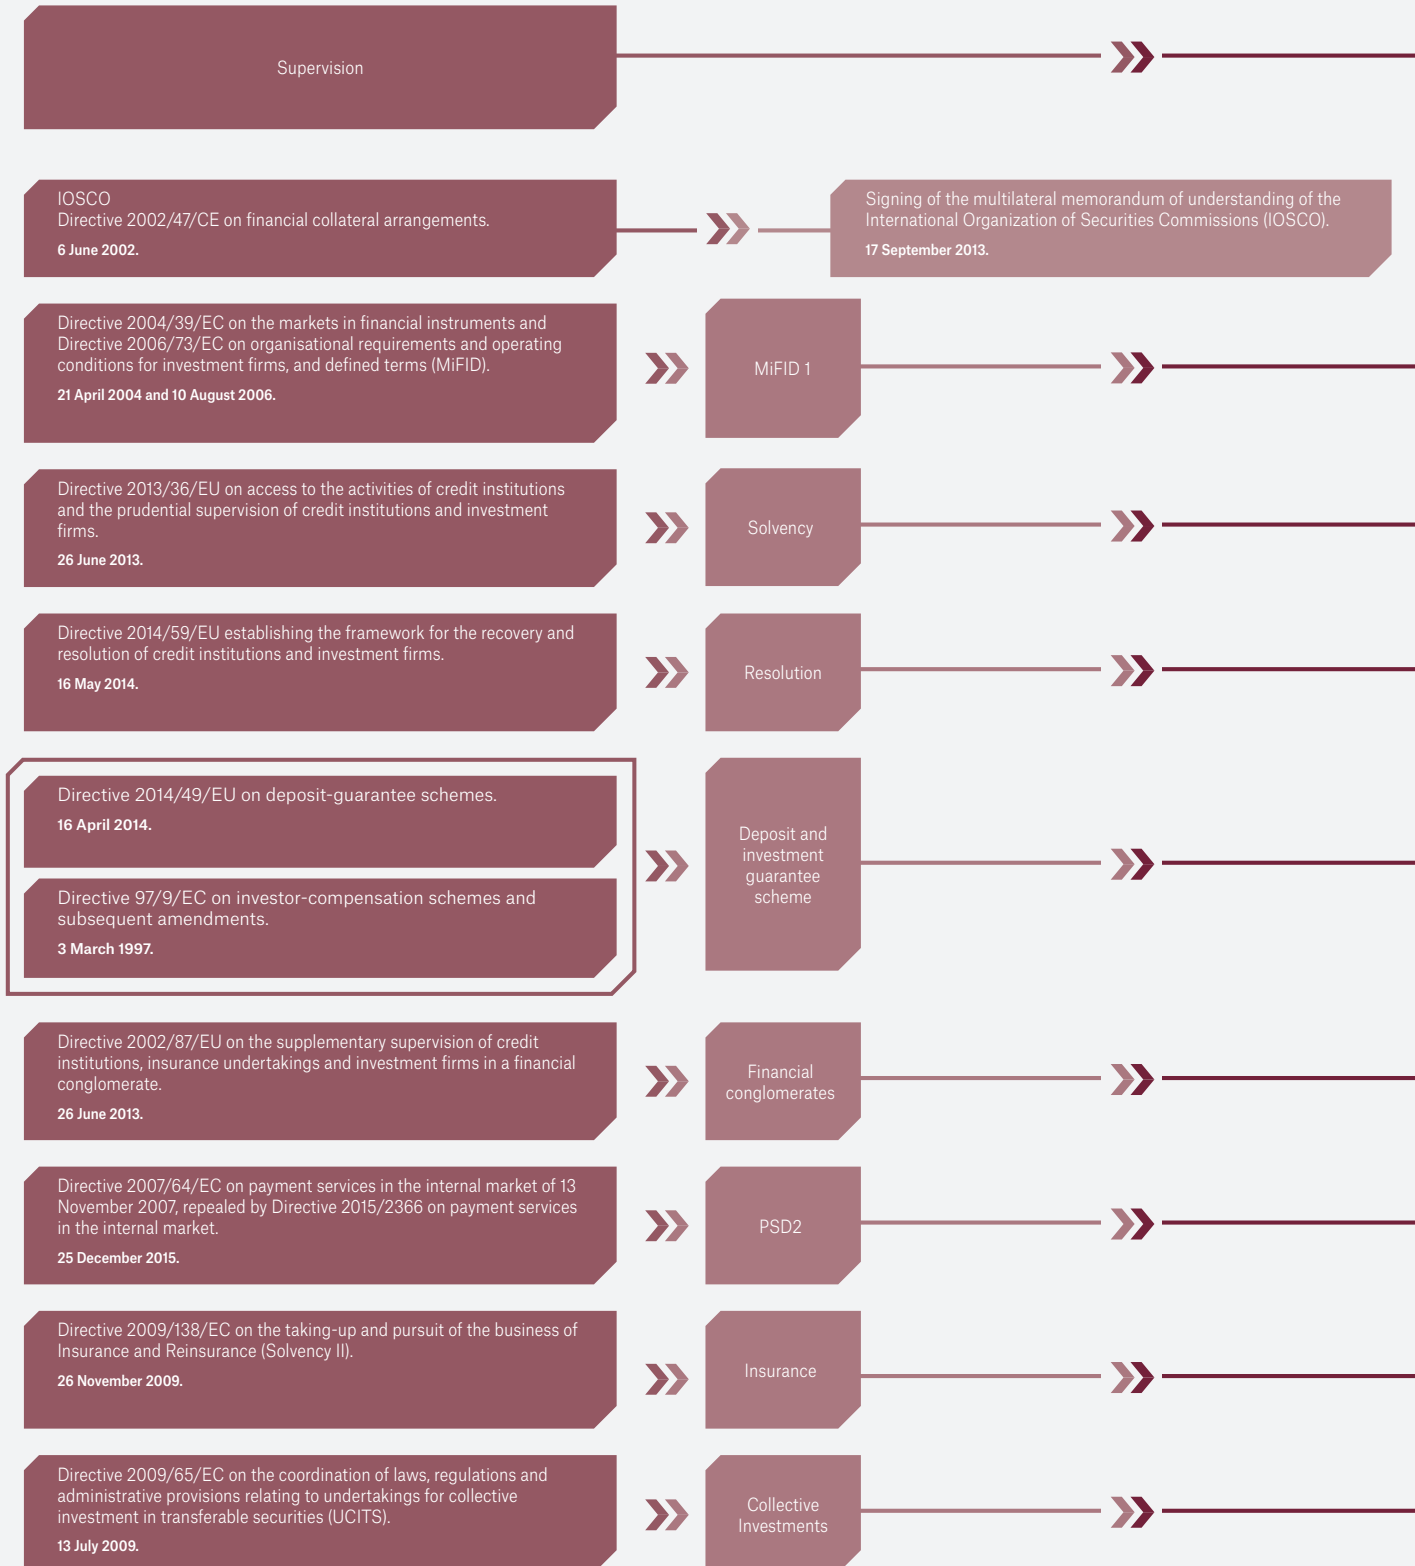 Supervision
IOSCO
Directive 2002/47/CE on financial collateral arrangements.
6 June 2002.
Signing of the multilateral memorandum of understanding of the
International Organization of Securities Commissions (IOSCO).
17 September 2013.
Directive 2004/39/EC on the markets in financial instruments and
Directive 2006/73/EC on organisational requirements and operating
conditions for investment firms, and defined terms (MiFID).
21 April 2004 and 10 August 2006.
MiFID 1
Directive 2013/36/EU on access to the activities of credit institutions
and the prudential supervision of credit institutions and investment
firms.
26 June 2013.
Solvency
Directive 2014/59/EU establishing the framework for the recovery and
resolution of credit institutions and investment firms.
16 May 2014.
Resolution
Directive 2014/49/EU on deposit-guarantee schemes.
16 April 2014.
Directive 97/9/EC on investor-compensation schemes and
subsequent amendments.
3 March 1997.
Deposit and
investment
guarantee
scheme
Directive 2002/87/EU on the supplementary supervision of credit
institutions, insurance undertakings and investment firms in a financial
conglomerate.
26 June 2013.
Financial
conglomerates
Directive 2007/64/EC on payment services in the internal market of 13
November 2007, repealed by Directive 2015/2366 on payment services
in the internal market.
25 December 2015.
PSD2
Directive 2009/138/EC on the taking-up and pursuit of the business of
Insurance and Reinsurance (Solvency II).
26 November 2009.
Insurance
Directive 2009/65/EC on the coordination of laws, regulations and
administrative provisions relating to undertakings for collective
investment in transferable securities (UCITS).
13 July 2009.
Collective
Investments